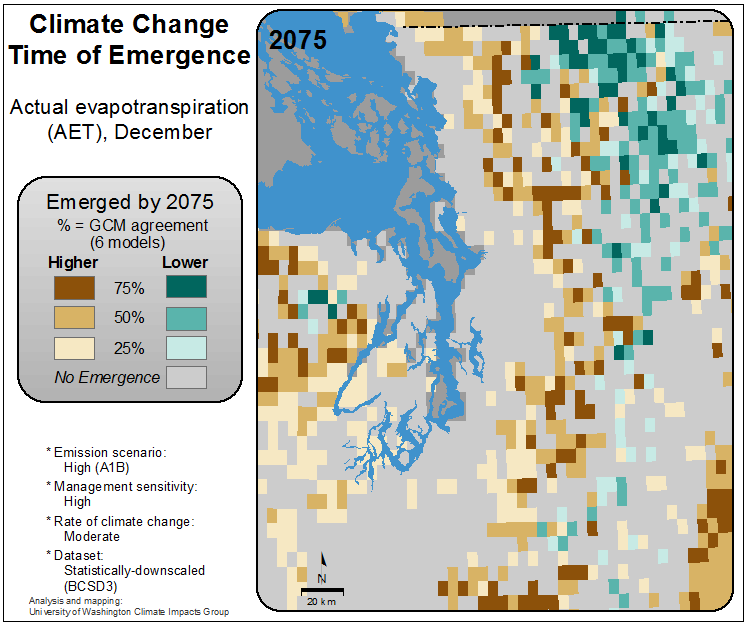 Climate Change
Time of Emergence
Actual evapotranspiration
(AET), December
Emerged by 2075
% = GCM agreement
(6 models)
Higher Lower
75%
50%
25%
No Emergence
* Emission scenario:
High (A1B)
* Management sensitivity:
High
* Rate of climate change:
Moderate
* Dataset:
Statistically-downscaled
(BCSD3)
Analysis and mapping:
University of Washington Climate Impacts Group
2075
N
20 km